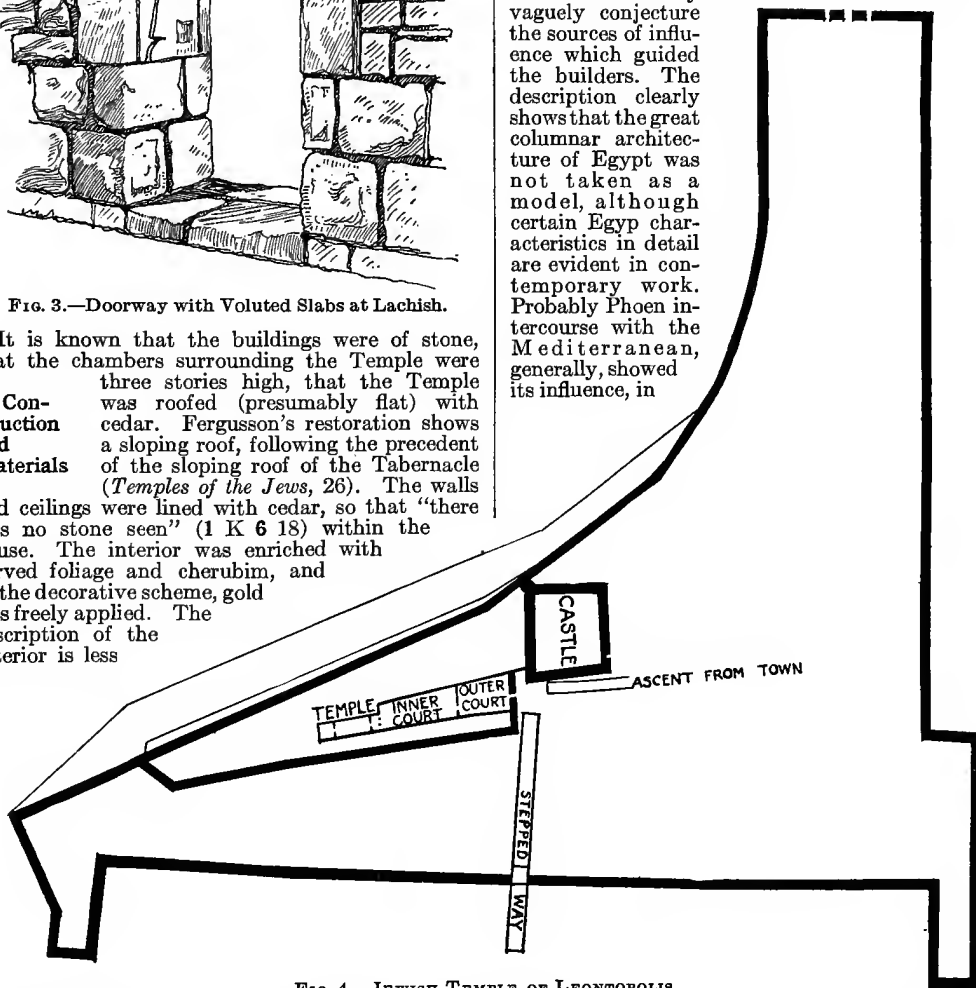 FIG. 3.—Doorway with Voluted Slabs at Lachish.
It is known that the buildings were of stone,
at the chambers surrounding the Temple were
three stories high, that the Temple
Con- was roofed (presumably flat) with
uction cedar. Fergusson's restoration shows
d a sloping roof, following the precedent
aterials of the sloping roof of the Tabernacle
(Temples of the Jews, 26). The walls
d ceilings were lined with cedar, so that “there
s no stone seen” (1 K 6 18) within the
use. The interior was enriched with
rved foliage and cherubim, and
the decorative scheme, gold
s freely applied. The
scription of the
terior is less
vaguely conjecture
the sources of influ-
ence which guided
the builders. The
description clearly
shows that the great
columnar architec-
ture of Egypt was
not taken as a
model, although
certain Egyp char-
acteristics in detail
are evident in con-
temporary work.
Probably Phoen in-
tercourse with the
Mediterranean,
generally, showed
its influence, in
CASTLE
ASCENT FROM TOWN
TEMPLE
INNER
COURT
OUTER
COURT
STEPPED WAY
FIG. 4.—JEWISH TEMPLE OF LEONTOPOLIS.